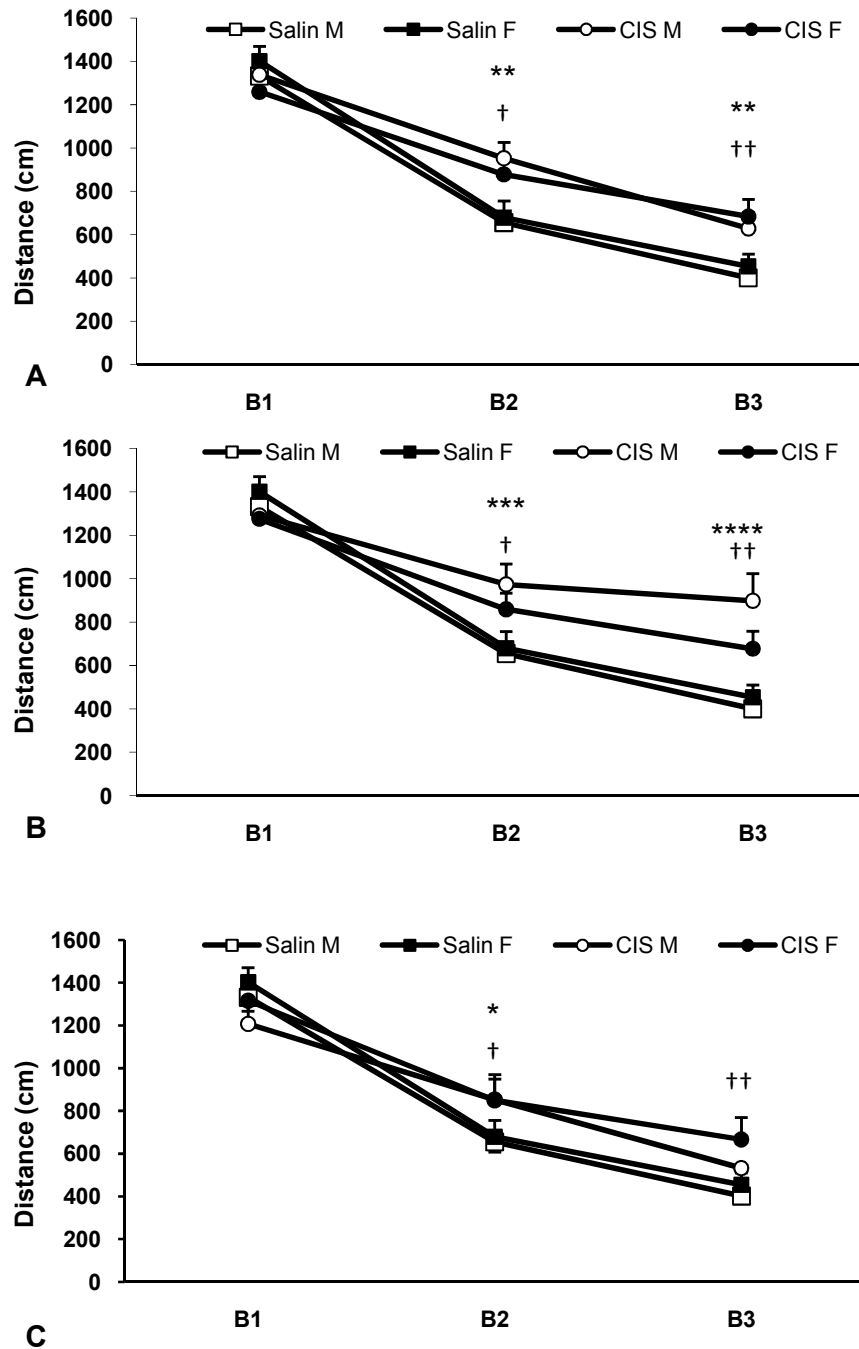 1600 Salin M Salin F CIS M CIS F
1400
**
1200
† **
1000
††
800
600
400
200
0
Distance (cm)
A
B1 B2 B3
1600 Salin M Salin F CIS M CIS F
1400
***
1200
† ****
††
1000
800
600
400
200
0
Distance (cm)
B
B1 B2 B3
1600 Salin M Salin F CIS M CIS F
1400
*
1200
† ††
1000
800
600
400
200
0
Distance (cm)
C
B1 B2 B3